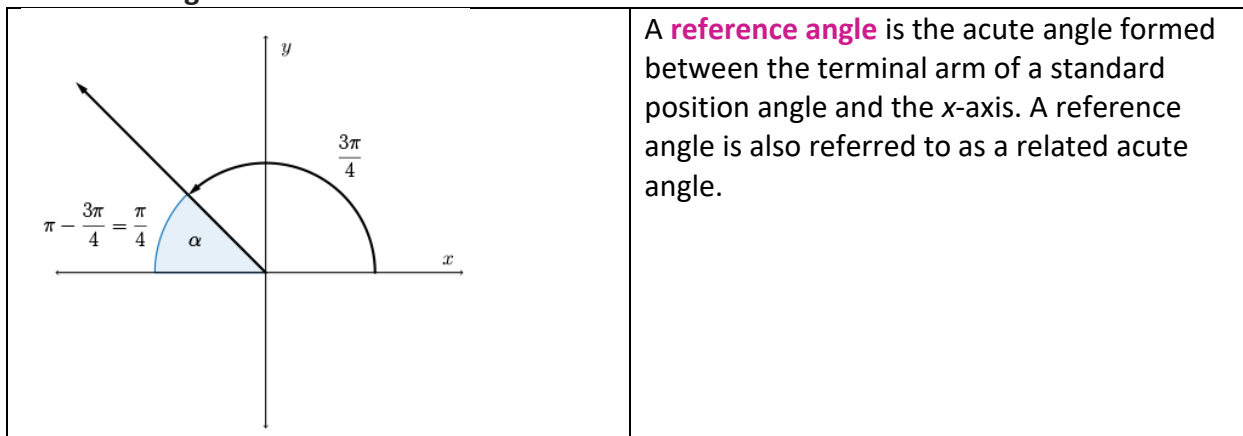 y
3π/4
π − 3π/4 = π/4
α
x
A reference angle is the acute angle formed
between the terminal arm of a standard
position angle and the x-axis. A reference
angle is also referred to as a related acute
angle.